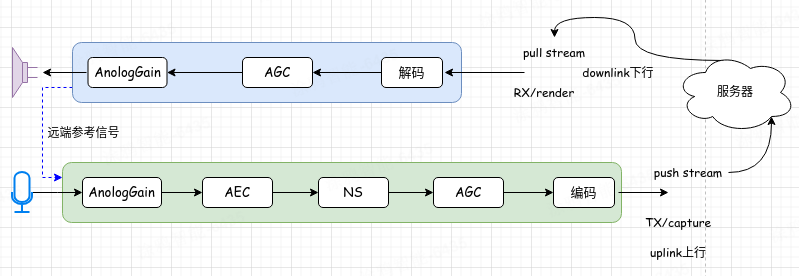 pull stream
downlink下行
RX/render
服务器
AnologGain
AGC
解码
远端参考信号
push stream
AnologGain
AEC
NS
AGC
编码
TX/capture
uplink上行